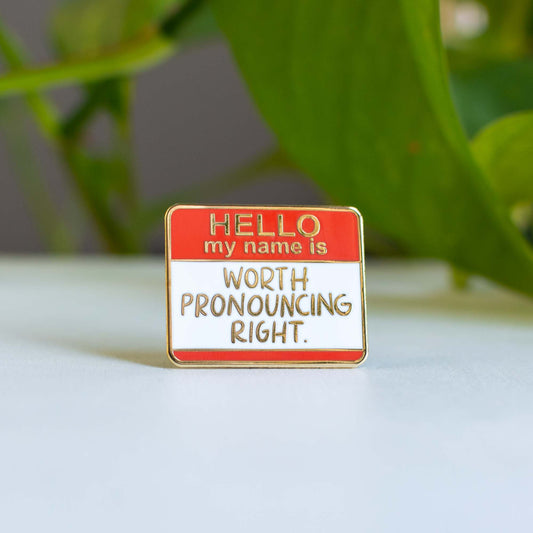 HELLO
my name is
WORTH
PRONOUNCING
RIGHT.